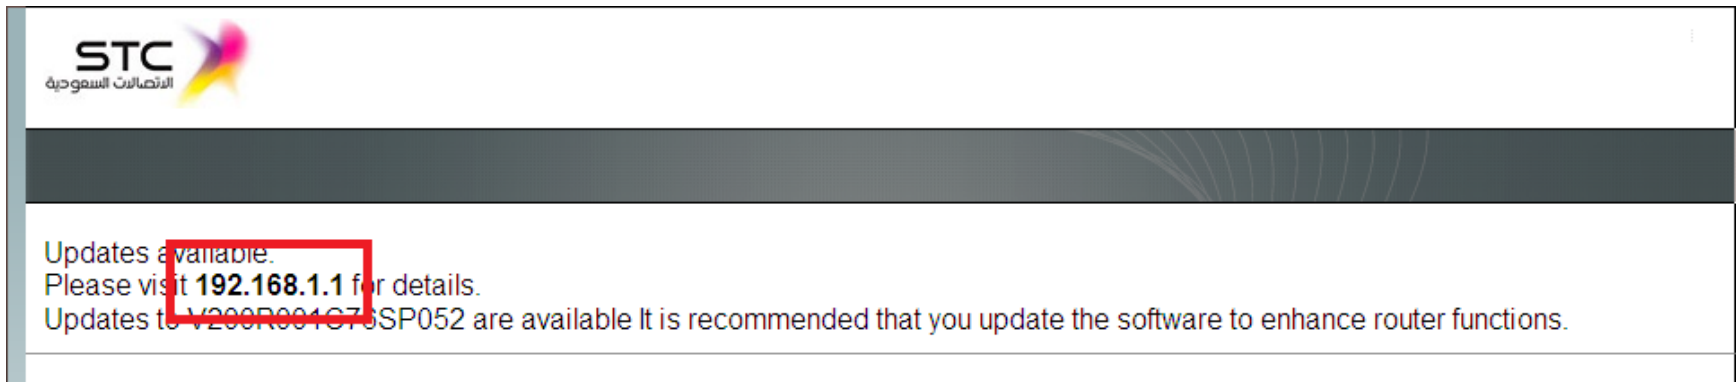 STC
الاتصالات السعودية
Updates available.
Please visit 192.168.1.1 for details.
Updates to V200R001C76SP052 are available It is recommended that you update the software to enhance router functions.